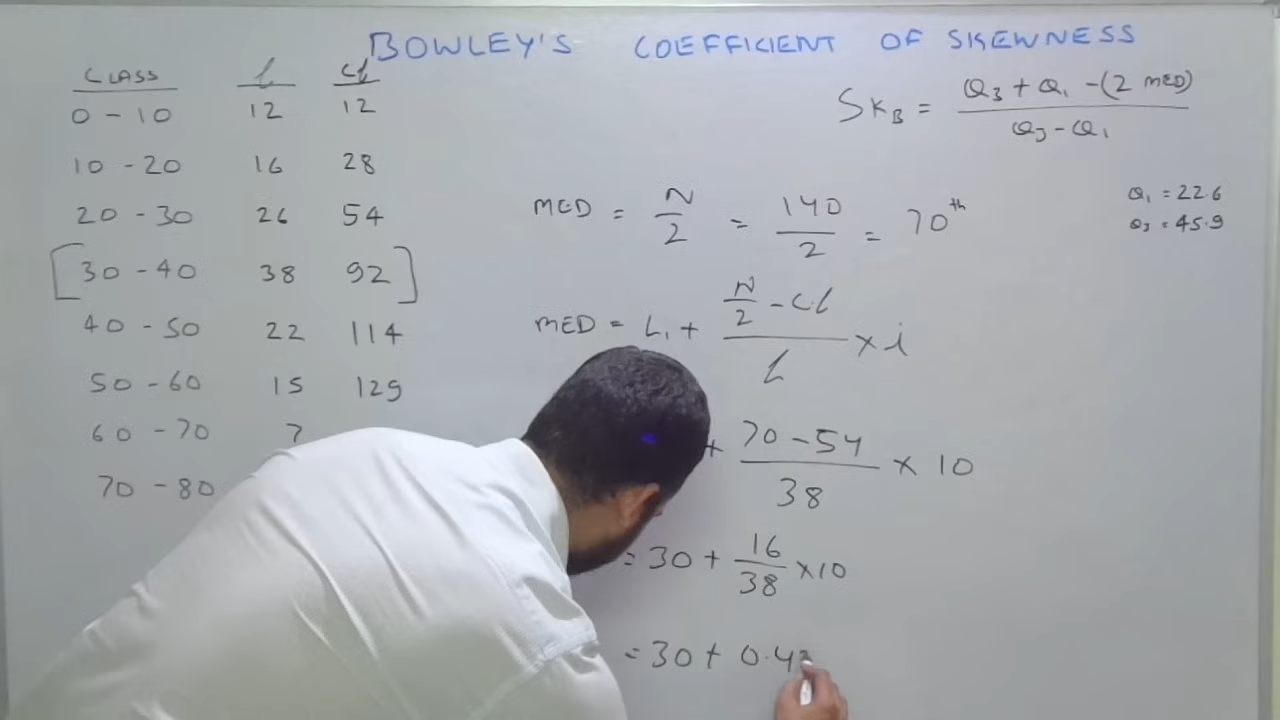 BOWLEY'S COEFFICIENT OF SKEWNESS
CLASS f Cf
0 - 10 12 12
10 - 20 16 28
20 - 30 26 54
[30 - 40 38 92]
40 - 50 22 114
50 - 60 15 129
60 - 70 7
70 - 80
SK_B = Q3 + Q1 - (2 MED) / Q3 - Q1
Q1 = 22.6
Q3 = 45.9
MED = N/2 = 140/2 = 70th
MED = L1 + (N/2 - C.f) / f × i
+ (70 - 54) / 38 × 10
= 30 + 16/38 × 10
= 30 + 0.4